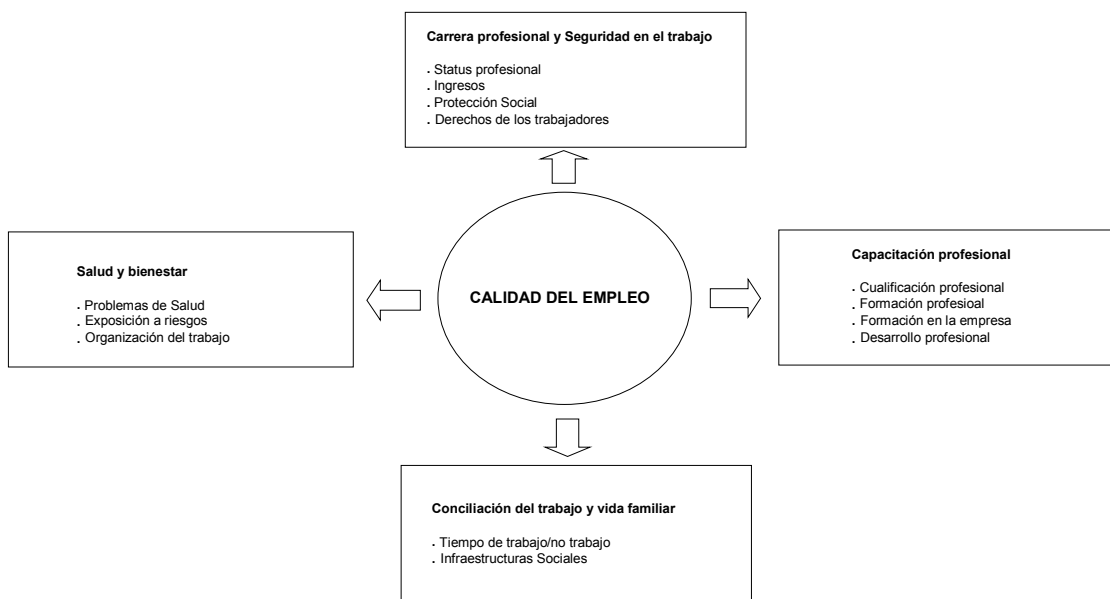 Carrera profesional y Seguridad en el trabajo
. Status profesional
. Ingresos
. Protección Social
. Derechos de los trabajadores
Salud y bienestar
. Problemas de Salud
. Exposición a riesgos
. Organización del trabajo
CALIDAD DEL EMPLEO
Capacitación profesional
. Cualificación profesional
. Formación profesioal
. Formación en la empresa
. Desarrollo profesional
Conciliación del trabajo y vida familiar
. Tiempo de trabajo/no trabajo
. Infraestructuras Sociales